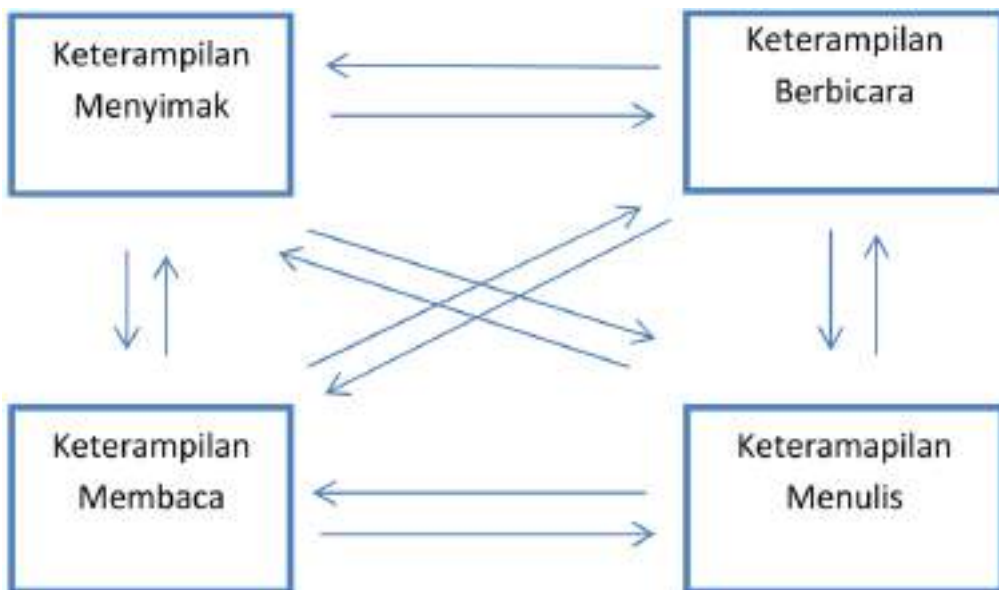 Keterampilan
Menyimak
Keterampilan
Berbicara
Keterampilan
Membaca
Keteramapilan
Menulis